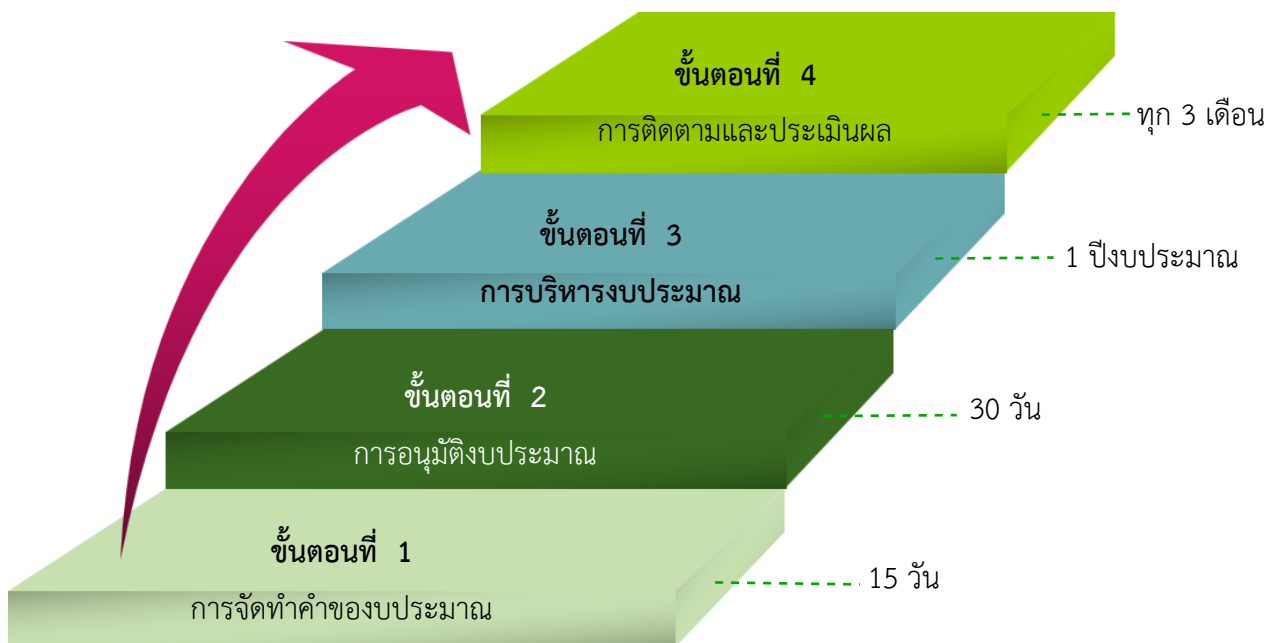 ขั้นตอนที่ 4
การติดตามและประเมินผล
ทุก 3 เดือน
ขั้นตอนที่ 3
การบริหารงบประมาณ
1 ปีงบประมาณ
ขั้นตอนที่ 2
การอนุมัติงบประมาณ
30 วัน
ขั้นตอนที่ 1
การจัดทำคำของบประมาณ
15 วัน